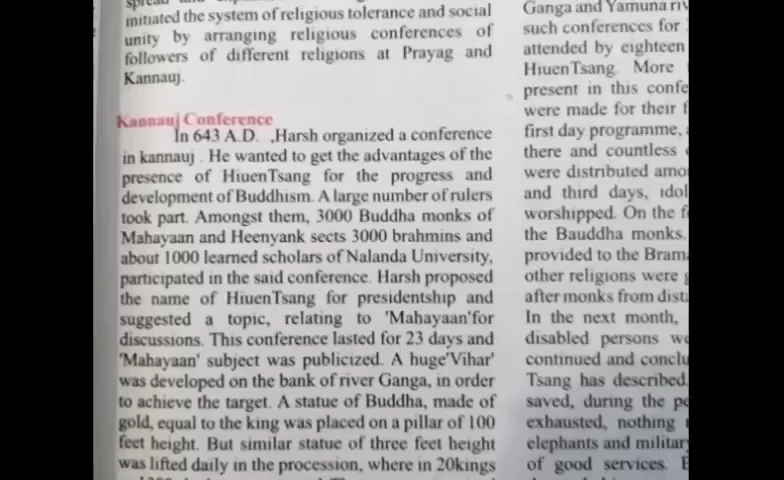 initiated the system of religious tolerance and social
unity by arranging religious conferences of
followers of different religions at Prayag and
Kannauj.
Kannauj Conference
In 643 A.D. ,Harsh organized a conference
in kannauj . He wanted to get the advantages of the
presence of HiuenTsang for the progress and
development of Buddhism. A large number of rulers
took part. Amongst them, 3000 Buddha monks of
Mahayaan and Heenyank sects 3000 brahmins and
about 1000 learned scholars of Nalanda University,
participated in the said conference. Harsh proposed
the name of HiuenTsang for presidentship and
suggested a topic, relating to 'Mahayaan'for
discussions. This conference lasted for 23 days and
'Mahayaan' subject was publicized. A huge'Vihar'
was developed on the bank of river Ganga, in order
to achieve the target. A statue of Buddha, made of
gold, equal to the king was placed on a pillar of 100
feet height. But similar statue of three feet height
was lifted daily in the procession, where in 20kings
Ganga and Yamuna
such conferences for
attended by eighteen
HiuenTsang. More
present in this
were made for their
first day programme,
there and countless
were distributed
and third days,
worshipped. On the
the Bauddha monks.
provided to the
other religions were
after monks from
In the next month,
disabled persons
continued and
Tsang has described.
saved, during the
exhausted, nothing
elephants and
of good services.